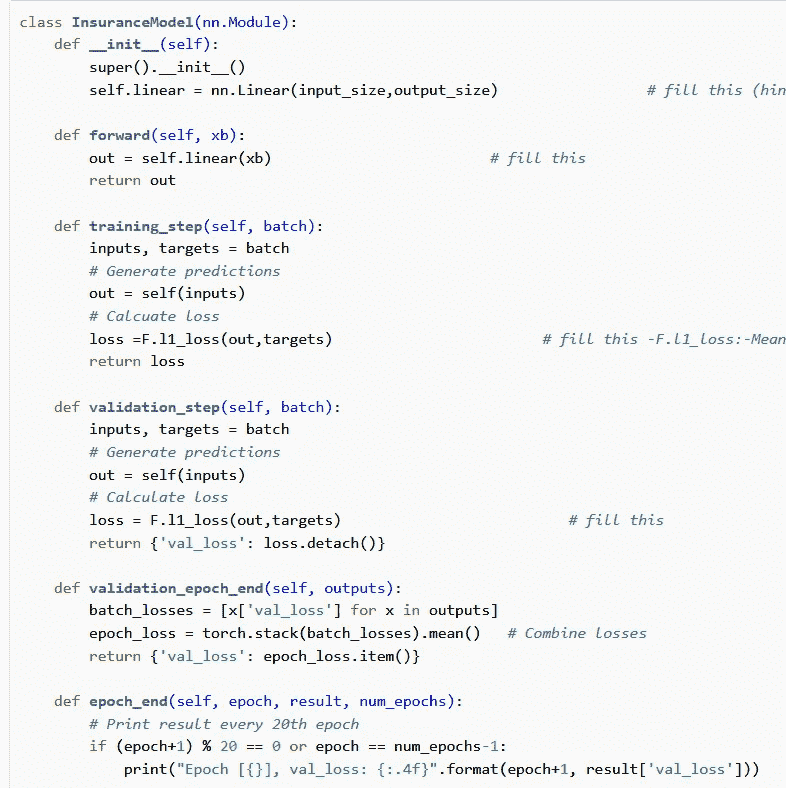 class InsuranceModel(nn.Module):
    def __init__(self):
        super().__init__()
        self.linear = nn.Linear(input_size,output_size)                 # fill this (hin

    def forward(self, xb):
        out = self.linear(xb)                         # fill this
        return out

    def training_step(self, batch):
        inputs, targets = batch
        # Generate predictions
        out = self(inputs)
        # Calcuate loss
        loss =F.l1_loss(out,targets)                        # fill this -F.l1_loss:-Mean
        return loss

    def validation_step(self, batch):
        inputs, targets = batch
        # Generate predictions
        out = self(inputs)
        # Calculate loss
        loss = F.l1_loss(out,targets)                          # fill this
        return {'val_loss': loss.detach()}

    def validation_epoch_end(self, outputs):
        batch_losses = [x['val_loss'] for x in outputs]
        epoch_loss = torch.stack(batch_losses).mean()   # Combine losses
        return {'val_loss': epoch_loss.item()}

    def epoch_end(self, epoch, result, num_epochs):
        # Print result every 20th epoch
        if (epoch+1) % 20 == 0 or epoch == num_epochs-1:
            print("Epoch [{}], val_loss: {:.4f}".format(epoch+1, result['val_loss']))